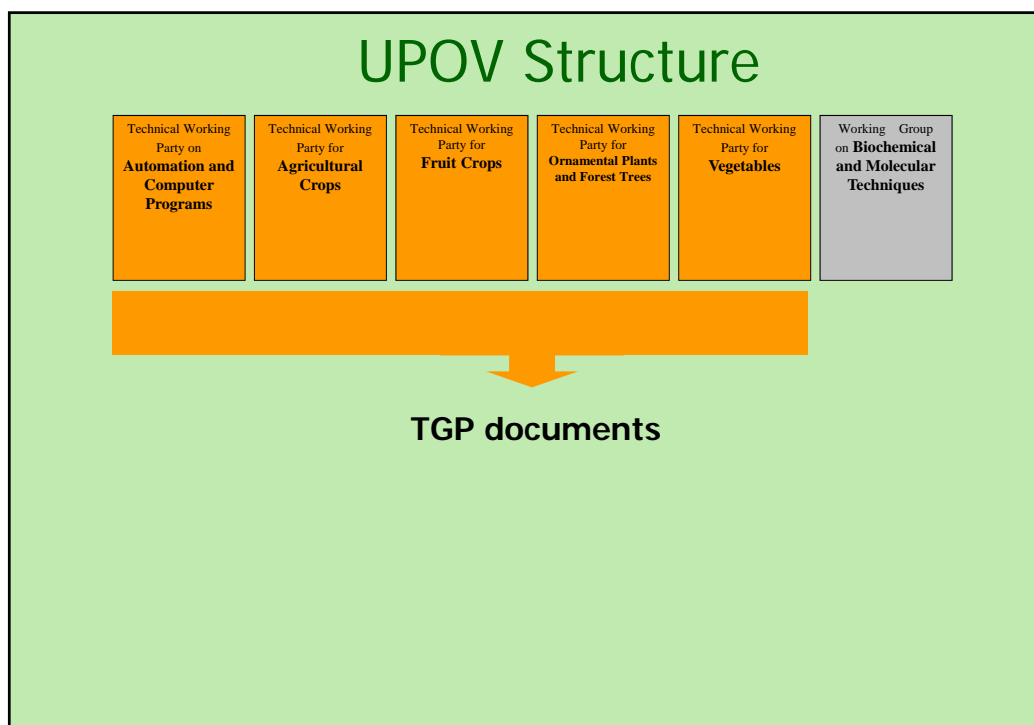 UPOV Structure
Technical Working
Party on
Automation and
Computer
Programs
Technical Working
Party for
Agricultural
Crops
Technical Working
Party for
Fruit Crops
Technical Working
Party for
Ornamental Plants
and Forest Trees
Technical Working
Party for
Vegetables
Working Group
on Biochemical
and Molecular
Techniques
TGP documents